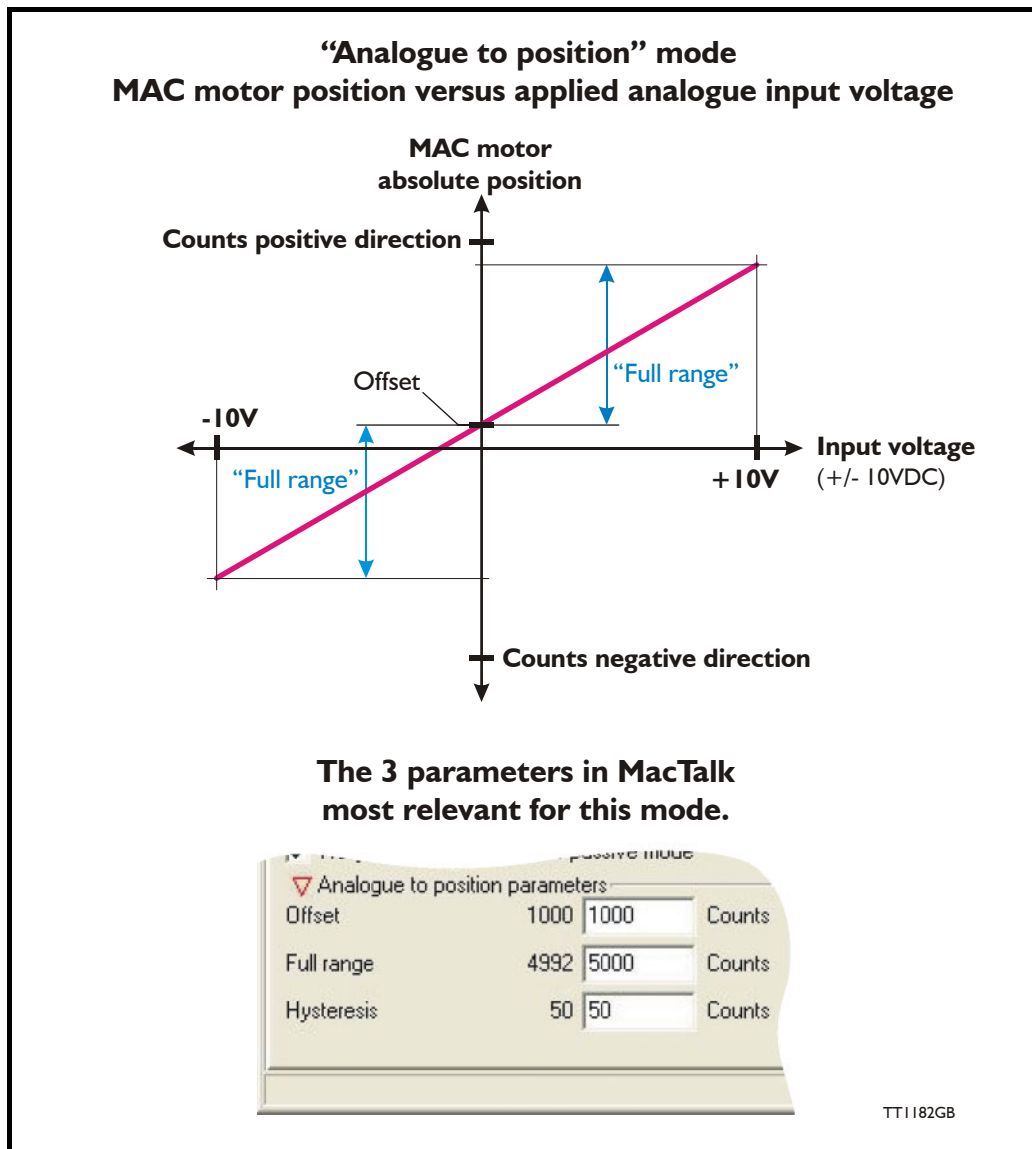 “Analogue to position” mode
MAC motor position versus applied analogue input voltage
MAC motor
absolute position
Counts positive direction
“Full range”
Offset
-10V
“Full range”
+10V
Input voltage
(+/- 10VDC)
Counts negative direction
The 3 parameters in MacTalk
most relevant for this mode.
passive mode
Analogue to position parameters
Offset 1000 1000 Counts
Full range 4992 5000 Counts
Hysteresis 50 50 Counts
TT1182GB